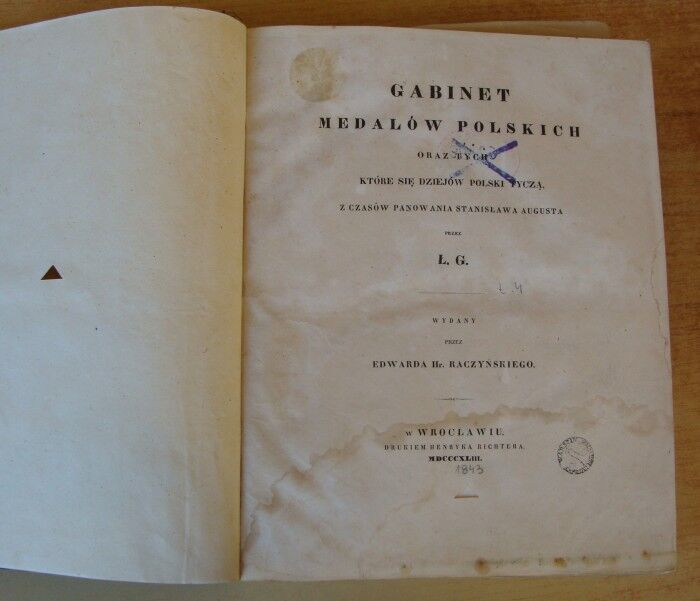 GABINET
MEDALÓW POLSKICH
ORAZ TYCH
KTÓRE SIĘ DZIEJÓW POLSKI TYCZĄ,
Z CZASÓW PANOWANIA STANISŁAWA AUGUSTA
PRZEZ
Ł. G.
Ł. 4
WYDANY
PRZEZ
EDWARDA Hr. RACZYŃSKIEGO.
w WROCŁAWIU,
DRUKIEM HENRYKA RICHTERA.
MDCCCXLIII.
1843